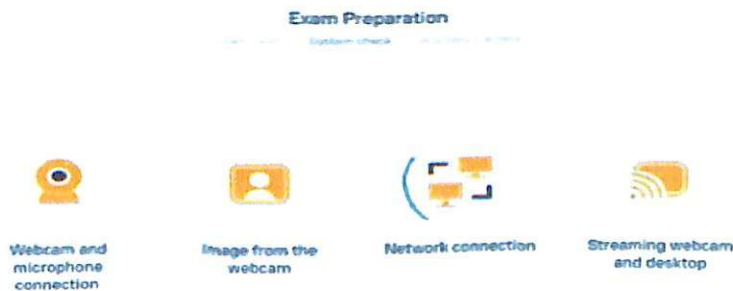 Exam Preparation
System check
Webcam and
microphone
connection
Image from the
webcam
Network connection
Streaming webcam
and desktop